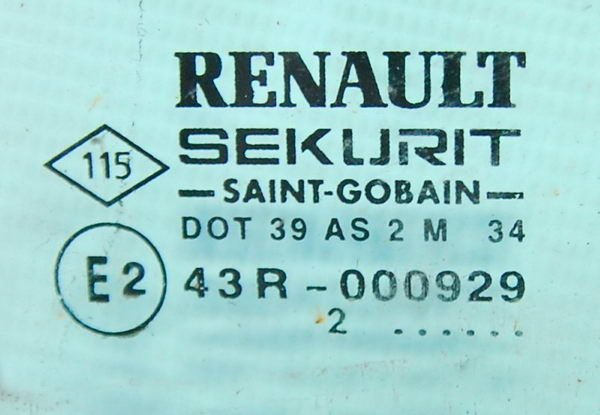 RENAULT
115
SEKURIT
SAINT-GOBAIN
DOT 39 AS 2 M 34
E2
43R-000929
2 ......